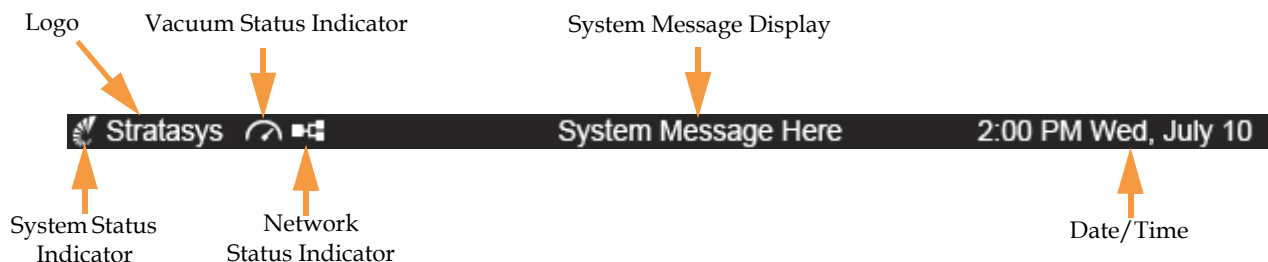 Logo
Vacuum Status Indicator
System Message Display
Stratasys
System Message Here
2:00 PM Wed, July 10
System Status
Indicator
Network
Status Indicator
Date/Time